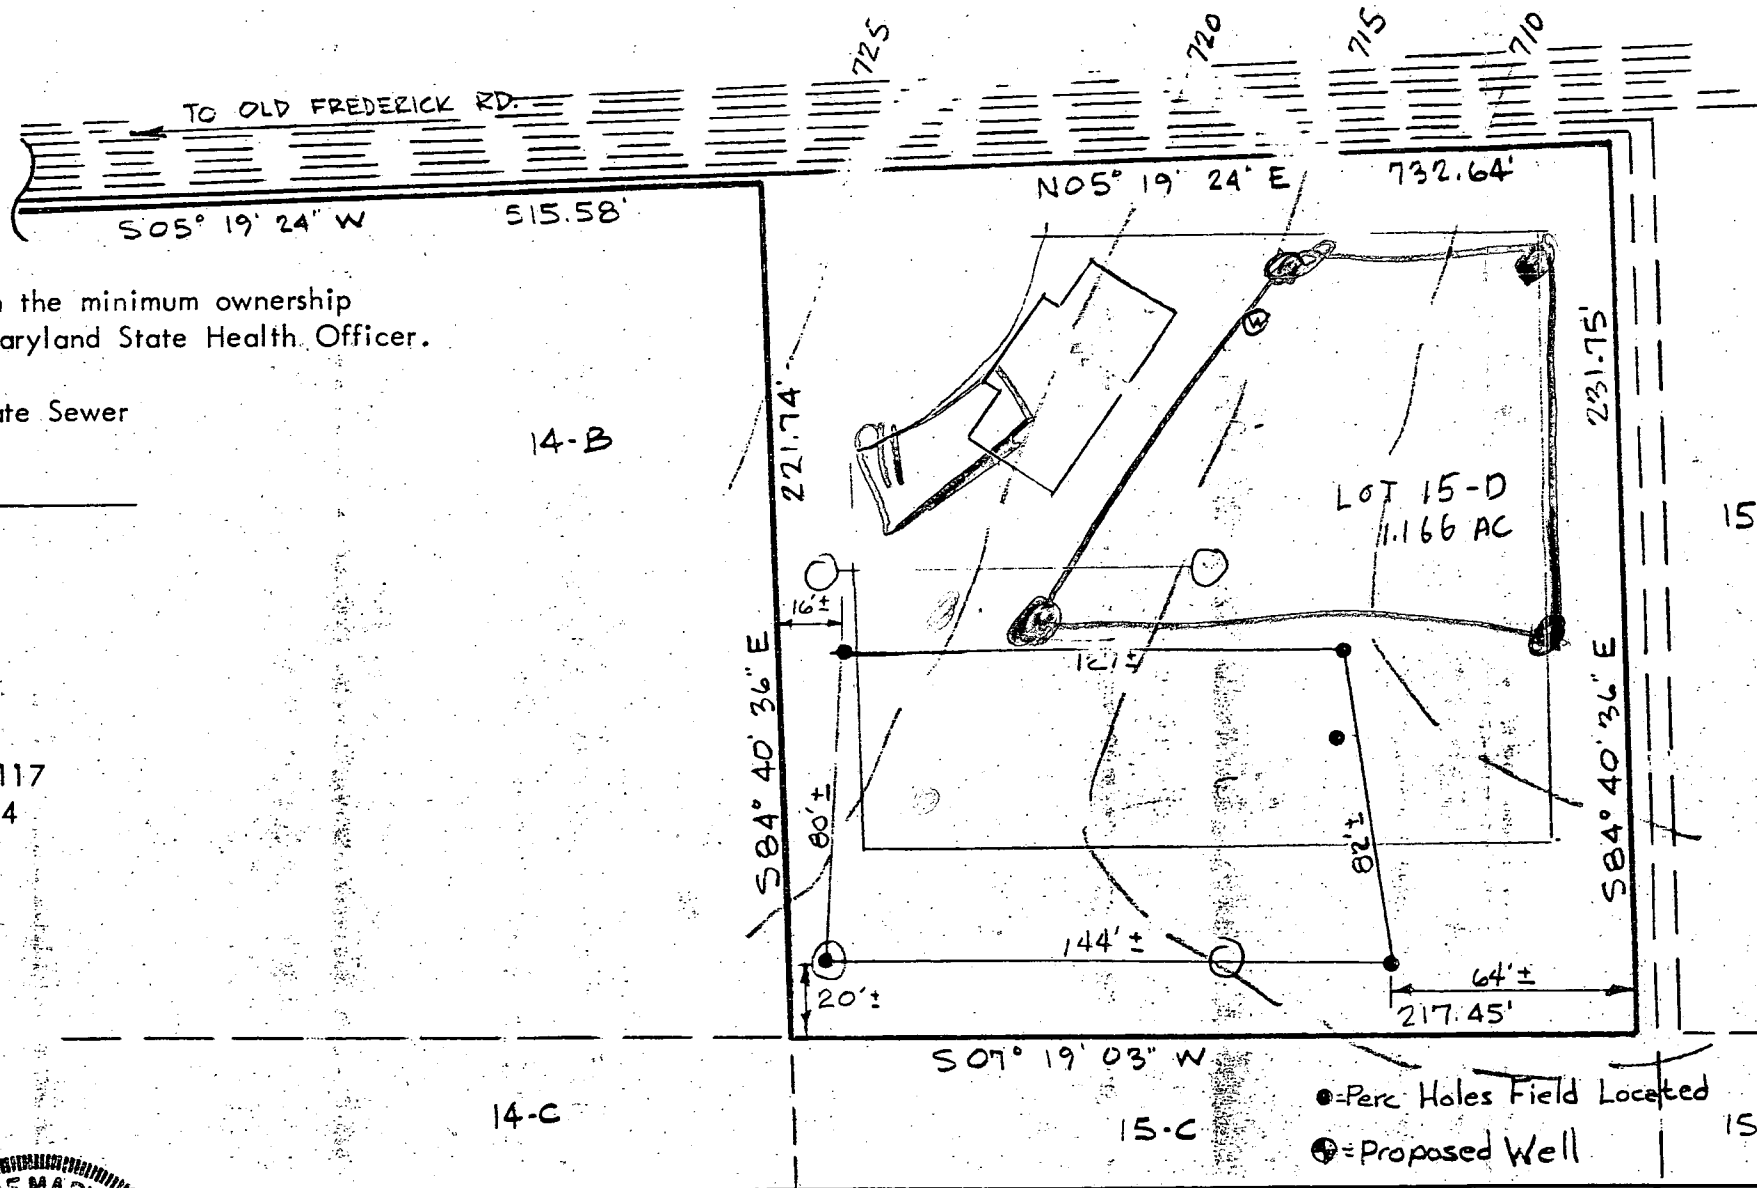 725
720
715
710
TO OLD FREDERICK RD.
N05° 19' 24" E 732.64'
S05° 19' 24" W 515.58'
the minimum ownership
aryland State Health Officer.
ate Sewer
14-B
221.74'
231.75'
W
LOT 15-D
1.166 AC
15
16'±
121'±
S84° 40' 36" E
S84° 40' 36" E
80'±
82'±
117
4
144'±
64'±
20'±
217.45'
S07° 19' 03" W
14-C
15-C
=Perc Holes Field Located
=Proposed Well
15